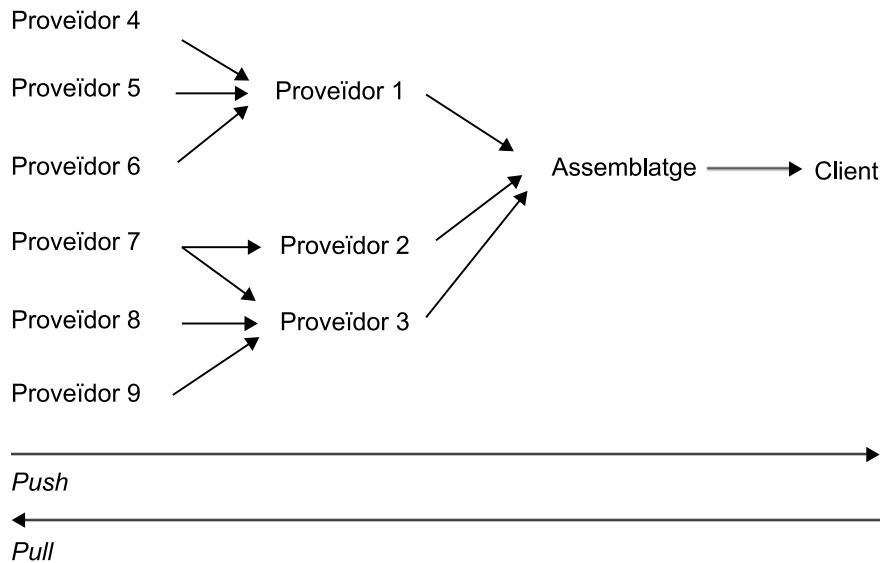 Proveïdor 4
Proveïdor 5
Proveïdor 1
Proveïdor 6
Assemblatge
Client
Proveïdor 7
Proveïdor 2
Proveïdor 8
Proveïdor 3
Proveïdor 9
Push
Pull